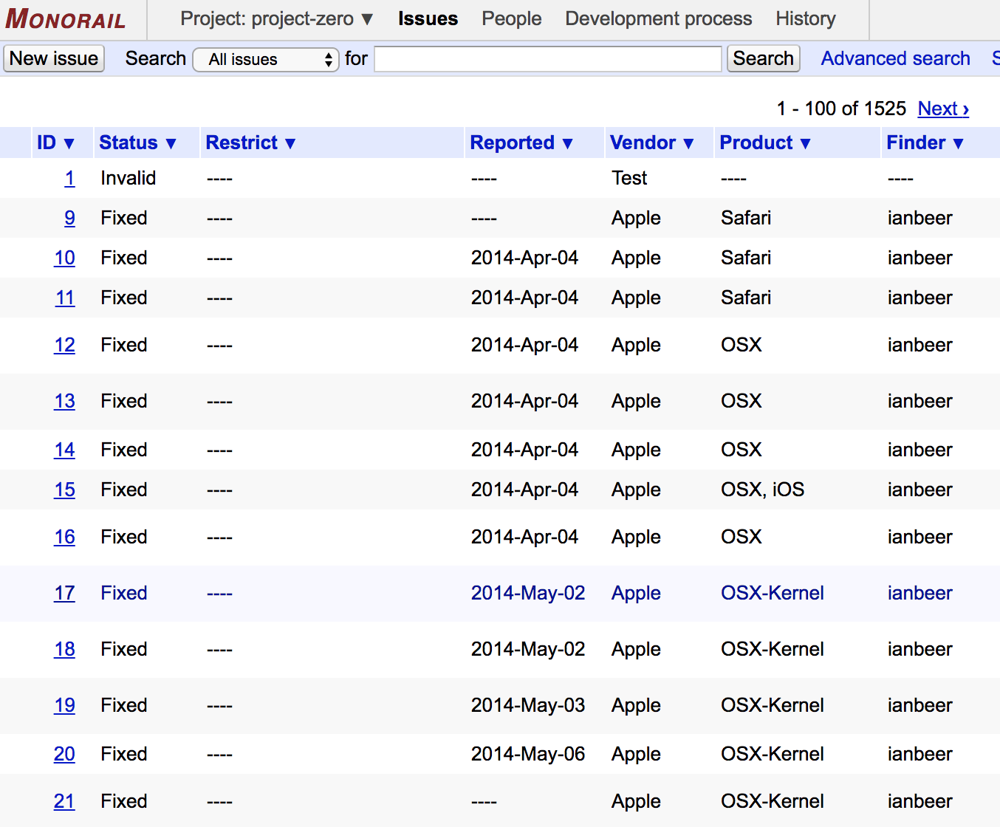 MONORAIL Project: project-zero ▼ Issues People Development process History
New issue Search All issues for Search Advanced search S
1 - 100 of 1525 Next ›
ID ▼ Status ▼ Restrict ▼ Reported ▼ Vendor ▼ Product ▼ Finder ▼
1 Invalid ---- ---- Test ---- ----
9 Fixed ---- ---- Apple Safari ianbeer
10 Fixed ---- 2014-Apr-04 Apple Safari ianbeer
11 Fixed ---- 2014-Apr-04 Apple Safari ianbeer
12 Fixed ---- 2014-Apr-04 Apple OSX ianbeer
13 Fixed ---- 2014-Apr-04 Apple OSX ianbeer
14 Fixed ---- 2014-Apr-04 Apple OSX ianbeer
15 Fixed ---- 2014-Apr-04 Apple OSX, iOS ianbeer
16 Fixed ---- 2014-Apr-04 Apple OSX ianbeer
17 Fixed ---- 2014-May-02 Apple OSX-Kernel ianbeer
18 Fixed ---- 2014-May-02 Apple OSX-Kernel ianbeer
19 Fixed ---- 2014-May-03 Apple OSX-Kernel ianbeer
20 Fixed ---- 2014-May-06 Apple OSX-Kernel ianbeer
21 Fixed ---- ---- Apple OSX-Kernel ianbeer